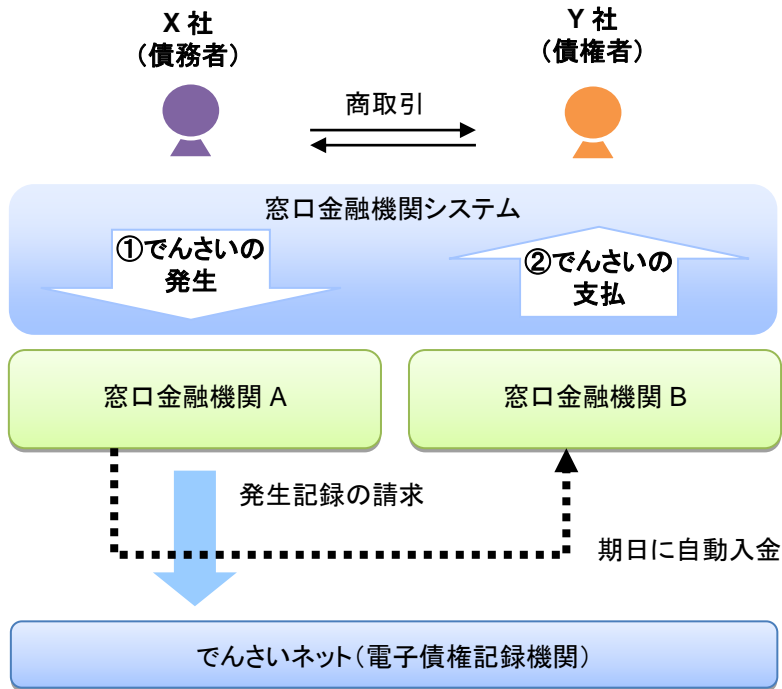 X 社
（債務者）
Y 社
（債権者）
商取引
窓口金融機関システム
①でんさいの
発生
②でんさいの
支払
窓口金融機関 A
窓口金融機関 B
発生記録の請求
期日に自動入金
でんさいネット（電子債権記録機関）